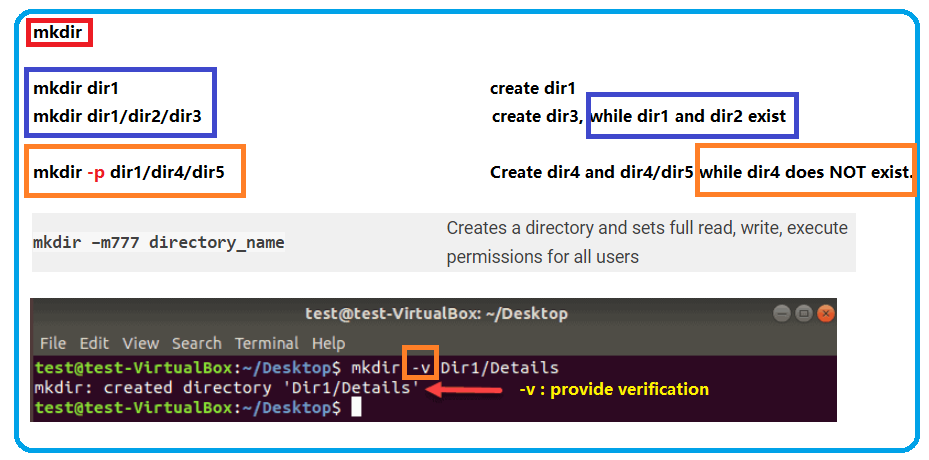 mkdir
mkdir dir1 create dir1
mkdir dir1/dir2/dir3 create dir3, while dir1 and dir2 exist
mkdir -p dir1/dir4/dir5 Create dir4 and dir4/dir5 while dir4 does NOT exist.
mkdir –m777 directory_name Creates a directory and sets full read, write, execute
permissions for all users
test@test-VirtualBox: ~/Desktop
File Edit View Search Terminal Help
test@test-VirtualBox:~/Desktop$ mkdir -v Dir1/Details
mkdir: created directory 'Dir1/Details' -v : provide verification
test@test-VirtualBox:~/Desktop$